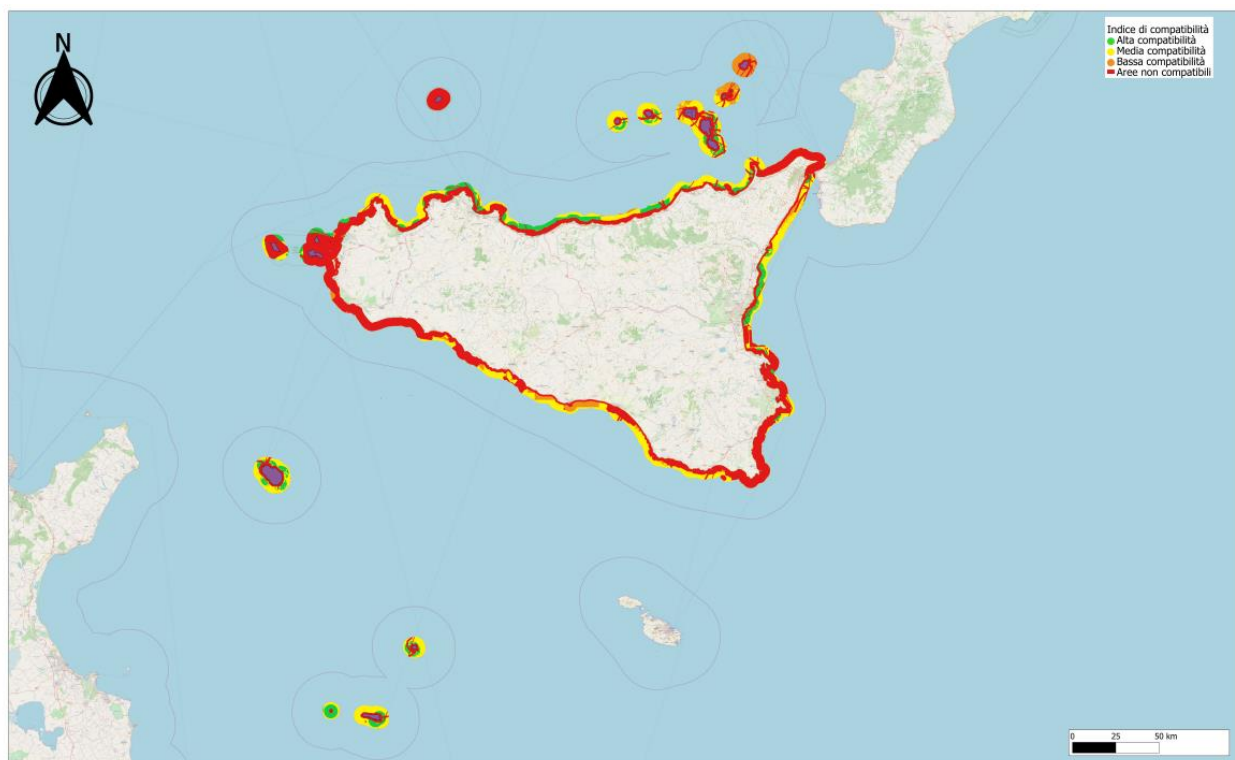 N
Indice di compatibilità
Alta compatibilità
Media compatibilità
Bassa compatibilità
Aree non compatibili
0 25 50 km